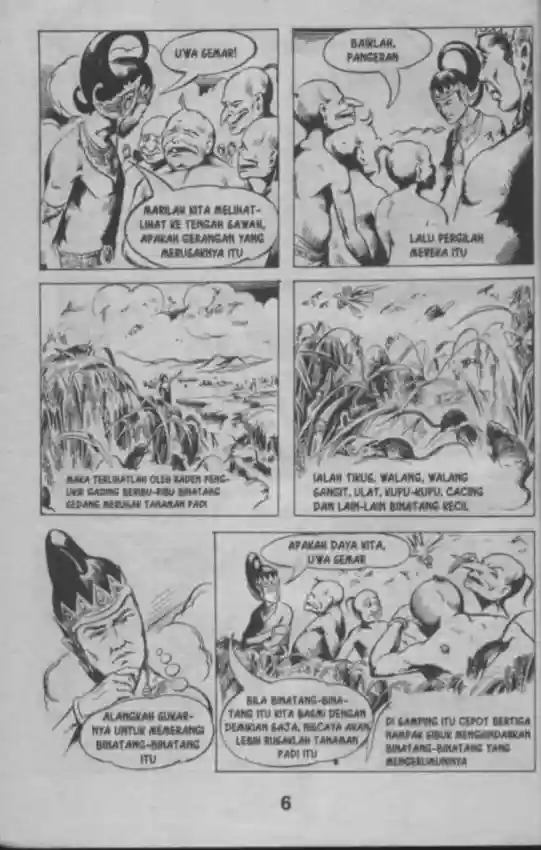 UWA GEMAR!
MARILAH KITA MELIHAT-
LIHAT KE TENGAH SAWAH,
APAKAH GERANGAN YANG
MERUSAKNYA ITU
BAIKLAH,
PANGERAN
LALU PERGILAH
MEREKA ITU
MAKA TERLIHATLAH OLEH RADEN PENG-
UKIR GADING BERIBU-RIBU BINATANG
SEDANG MERUSAK TANAMAN PADI
IALAH TIKUS, WALANG, WALANG
SANGIT, ULAT, KUPU-KUPU, CACING
DAN LAIN-LAIN BINATANG KECIL
ALANGKAH SUKAR-
NYA UNTUK MEMERANGI
BINATANG-BINATANG
ITU
APAKAH DAYA KITA,
UWA GEMAR
BILA BINATANG-BINA-
TANG ITU KITA BASMI DENGAN
DEMIKIAN SAJA, NISCAYA AKAN
LEBIH RUSAKLAH TANAMAN
PADI ITU
DI SAMPING ITU CEPOT BERTIGA
NAMPAK SIBUK MENGHINDARKAN
BINATANG-BINATANG YANG
MENGERUMUNINYA
6